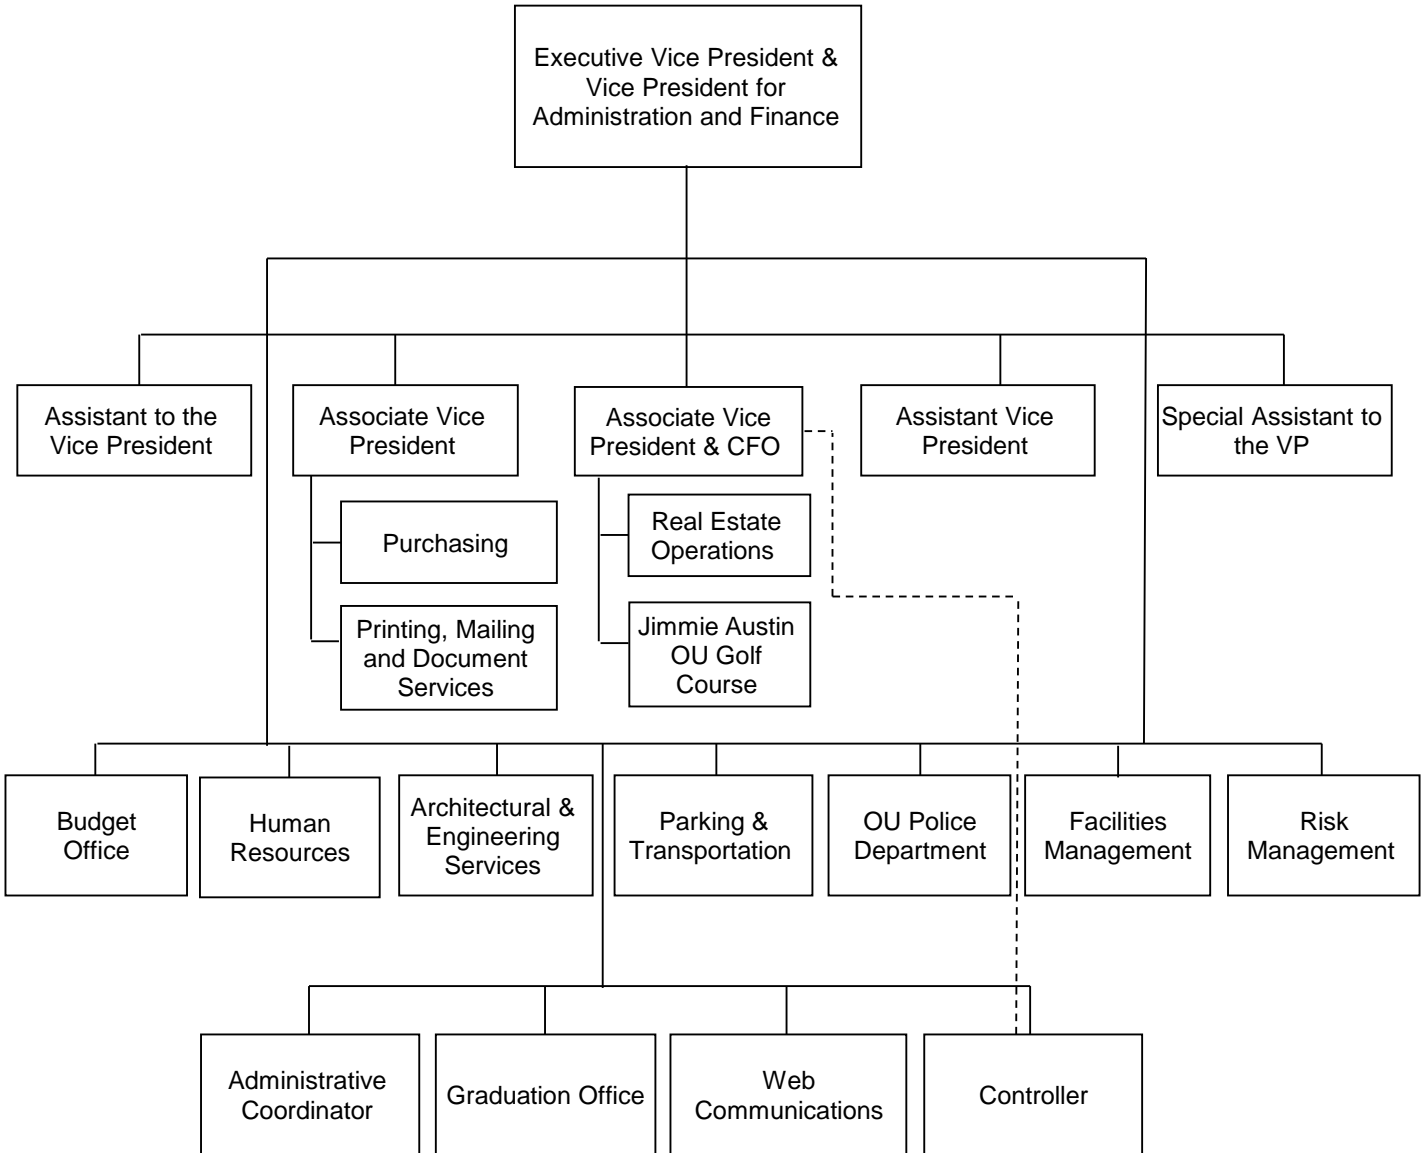 Executive Vice President &
Vice President for
Administration and Finance
Assistant to the
Vice President
Associate Vice
President
Associate Vice
President & CFO
Assistant Vice
President
Special Assistant to
the VP
Purchasing
Real Estate
Operations
Printing, Mailing
and Document
Services
Jimmie Austin
OU Golf
Course
Budget
Office
Human
Resources
Architectural &
Engineering
Services
Parking &
Transportation
OU Police
Department
Facilities
Management
Risk
Management
Administrative
Coordinator
Graduation Office
Web
Communications
Controller